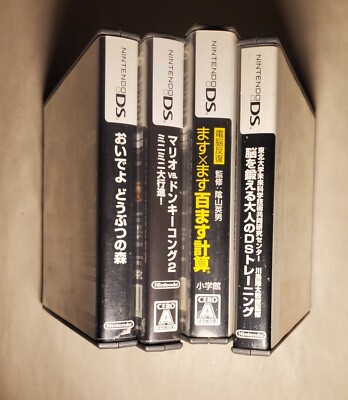 NINTENDO DS
おいでよ どうぶつの森
Nintendo
NINTENDO DS
マリオ VS. ドンキーコング2
ミニミニ大行進!
Nintendo
CERO
A
NINTENDO DS
電脳反復
監修:陰山英男
ます×ます百ます計算
小学館
CERO
A
NINTENDO DS
東北大学未来科学技術共同研究センター 川島隆太教授監修
脳を鍛える大人のDSトレーニング
Nintendo